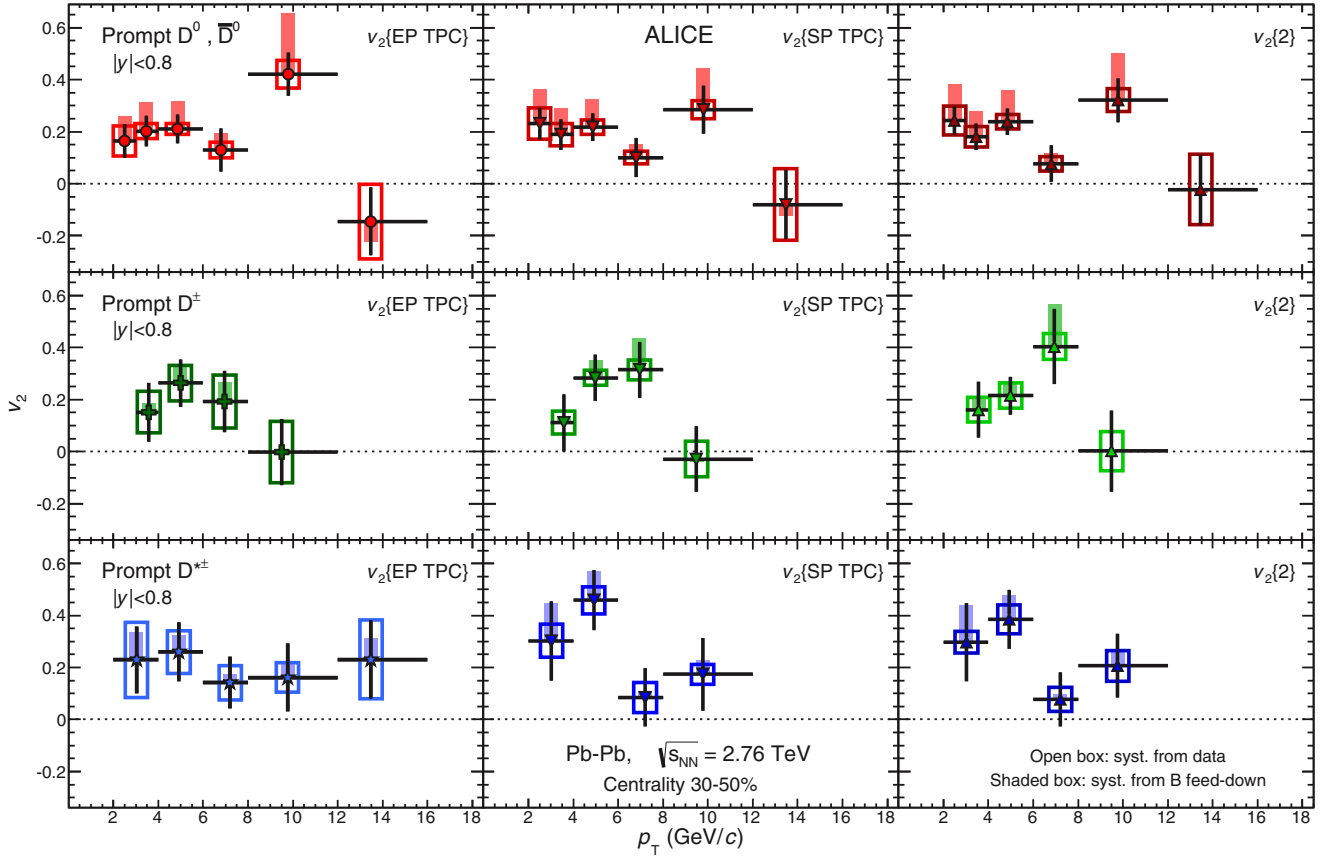 Prompt D⁰ , D̅⁰
|y|<0.8
v₂{EP TPC}
ALICE
v₂{SP TPC}
v₂{2}
0.6
0.4
0.2
0
-0.2
Prompt D±
|y|<0.8
v₂{EP TPC}
v₂{SP TPC}
v₂{2}
0.6
0.4
0.2
0
-0.2
v₂
Prompt D*±
|y|<0.8
v₂{EP TPC}
v₂{SP TPC}
v₂{2}
0.6
0.4
0.2
0
-0.2
Pb-Pb, √sNN = 2.76 TeV
Centrality 30-50%
Open box: syst. from data
Shaded box: syst. from B feed-down
2 4 6 8 10 12 14 16 18
2 4 6 8 10 12 14 16 18
2 4 6 8 10 12 14 16 18
pT (GeV/c)